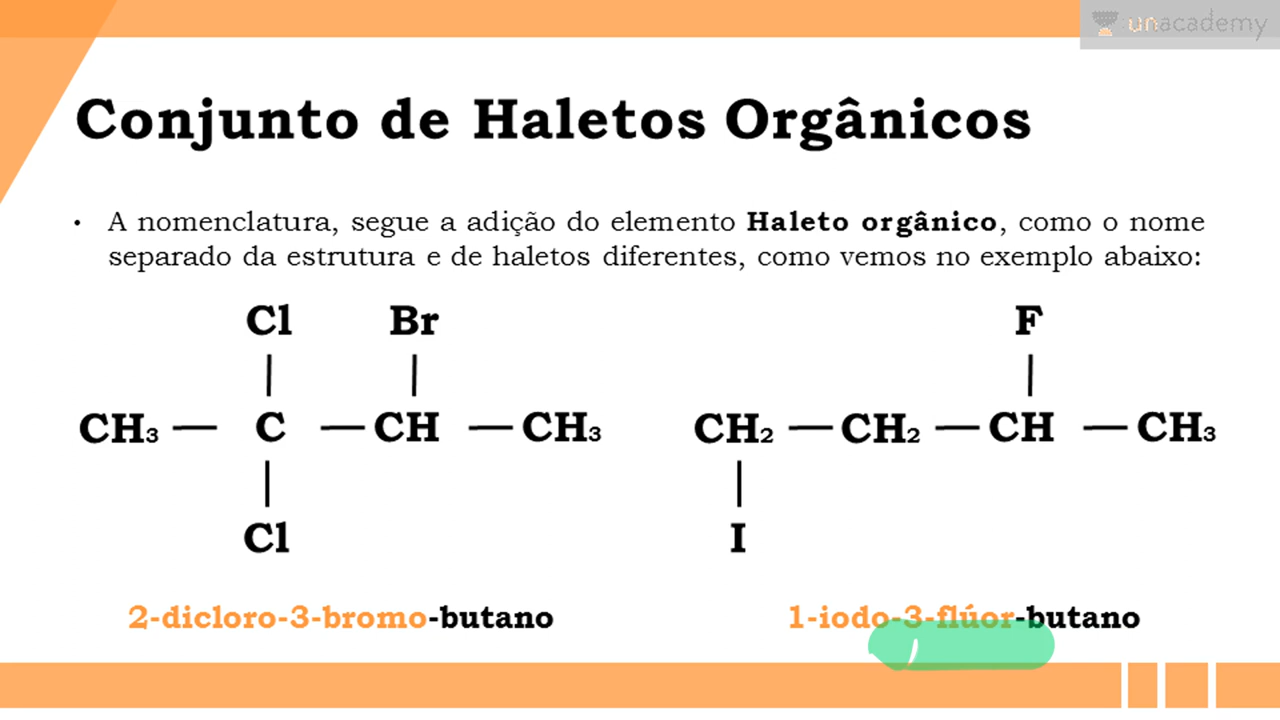 unacademy
Conjunto de Haletos Orgânicos
• A nomenclatura, segue a adição do elemento Haleto orgânico, como o nome
separado da estrutura e de haletos diferentes, como vemos no exemplo abaixo:
Cl Br
CH₃ — C — CH — CH₃
Cl
2-dicloro-3-bromo-butano
F
CH₂ — CH₂ — CH — CH₃
I
1-iodo-3-flúor-butano